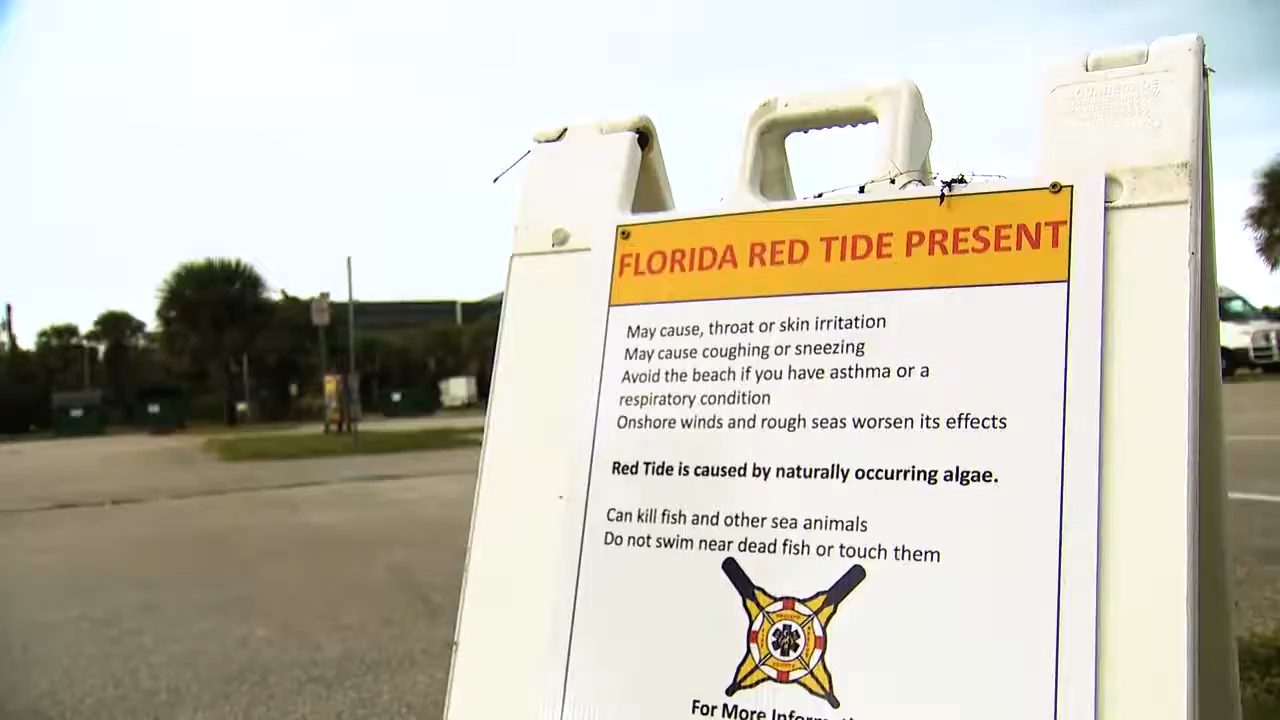 FLORIDA RED TIDE PRESENT
May cause, throat or skin irritation
May cause coughing or sneezing
Avoid the beach if you have asthma or a
respiratory condition
Onshore winds and rough seas worsen its effects
Red Tide is caused by naturally occurring algae.
Can kill fish and other sea animals
Do not swim near dead fish or touch them
For More